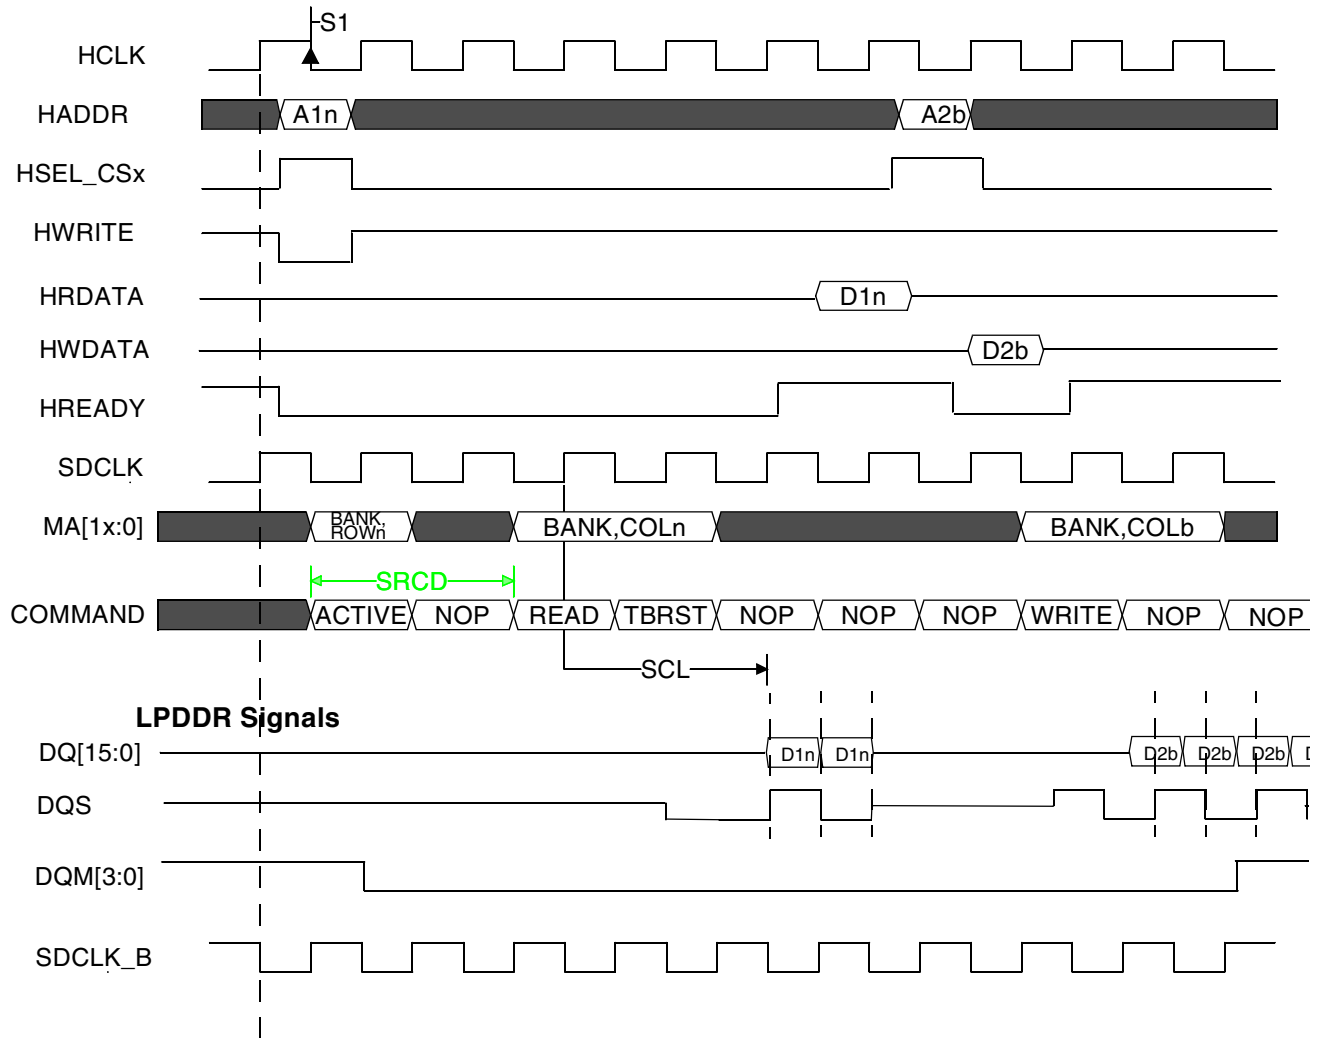 S1
HCLK
HADDR A1n A2b
HSEL_CSx
HWRITE
HRDATA D1n
HWDATA D2b
HREADY
SDCLK
MA[1x:0] BANK, ROWn BANK,COLn BANK,COLb
SRCD
COMMAND ACTIVE NOP READ TBRST NOP NOP NOP WRITE NOP NOP
SCL
LPDDR Signals
DQ[15:0] D1n D1n D2b D2b D2b
DQS
DQM[3:0]
SDCLK_B